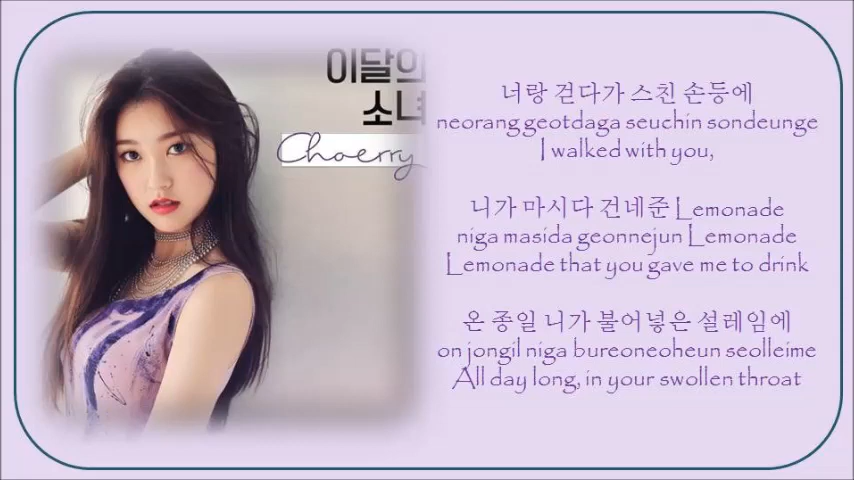 이달의
소녀
Choerry
너랑 걷다가 스친 손등에
neorang geotdaga seuchin sondeunge
I walked with you,
니가 마시다 건네준 Lemonade
niga masida geonnejun Lemonade
Lemonade that you gave me to drink
온 종일 니가 불어넣은 설레임에
on jongil niga bureoneoheun seolleime
All day long, in your swollen throat